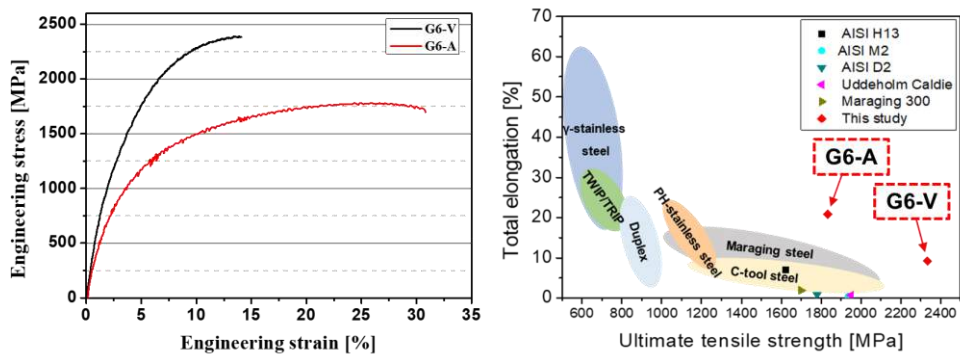 2500
2000
1500
1000
500
0
Engineering stress [MPa]
G6-V
G6-A
0 5 10 15 20 25 30 35
Engineering strain [%]
70
60
50
40
30
20
10
0
Total elongation [%]
AISI H13
AISI M2
AISI D2
Uddeholm Caldie
Maraging 300
This study
γ-stainless
steel
TWIP/TRIP
Duplex
PH-stainless steel
Maraging steel
C-tool steel
G6-A
G6-V
600 800 1000 1200 1400 1600 1800 2000 2200 2400
Ultimate tensile strength [MPa]